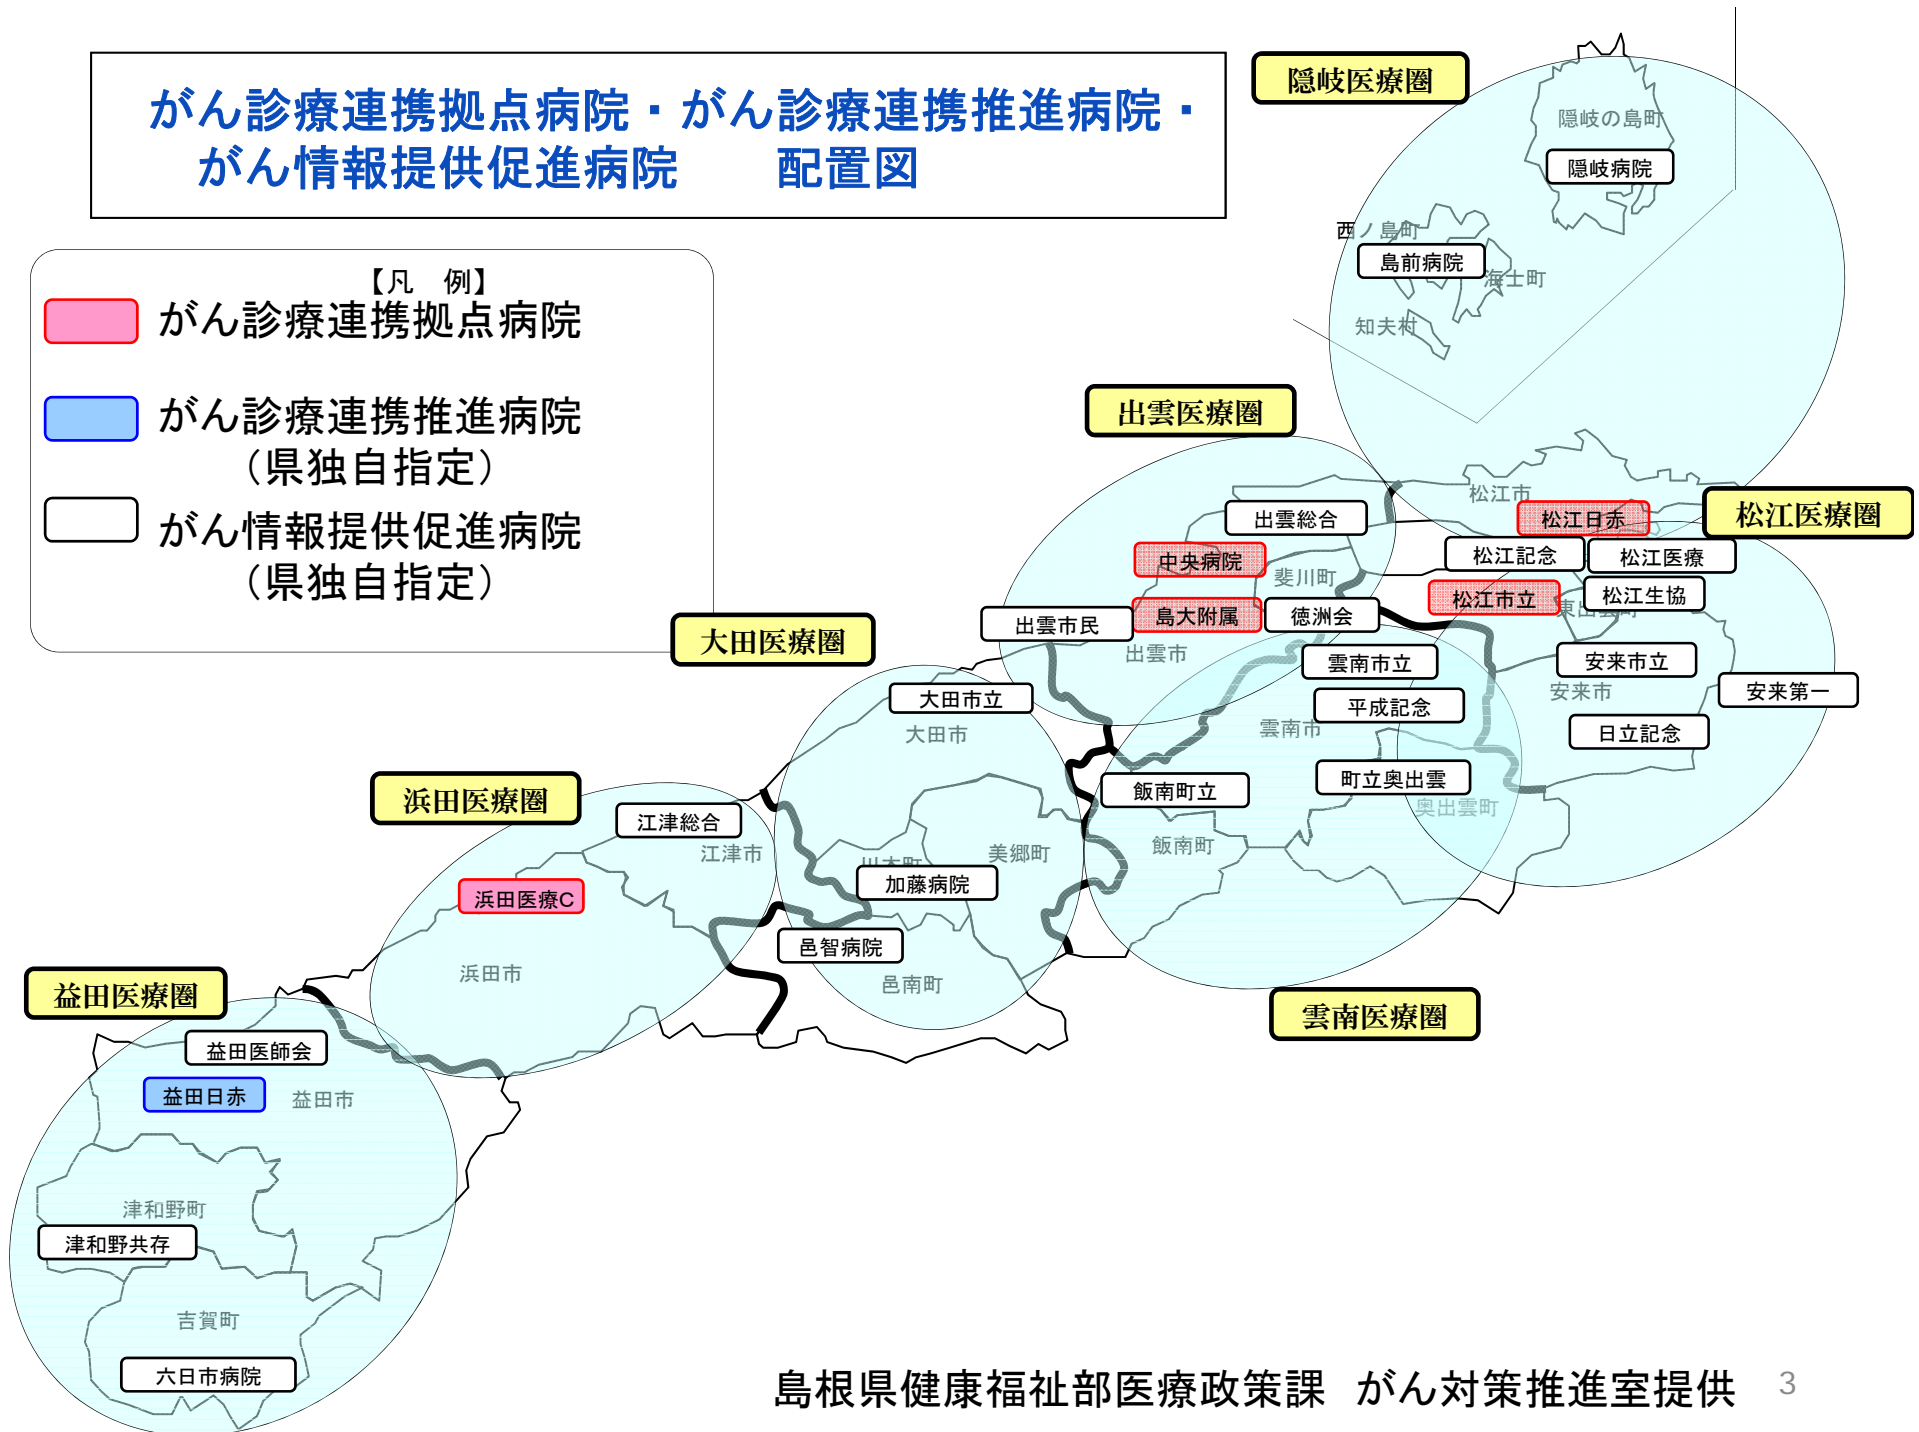 がん診療連携拠点病院・がん診療連携推進病院・
がん情報提供促進病院　　配置図
【凡　例】
がん診療連携拠点病院
がん診療連携推進病院
（県独自指定）
がん情報提供促進病院
（県独自指定）
隠岐医療圏
隠岐の島町
隠岐病院
西ノ島町
島前病院
海士町
知夫村
出雲医療圏
出雲総合
中央病院
斐川町
島大附属
徳洲会
出雲市民
出雲市
松江医療圏
松江市
松江日赤
松江記念
松江医療
松江市立
松江生協
東出雲町
安来市立
安来市
安来第一
日立記念
雲南市立
平成記念
雲南市
町立奥出雲
奥出雲町
飯南町立
飯南町
雲南医療圏
大田医療圏
大田市立
大田市
川本町
美郷町
加藤病院
邑智病院
邑南町
浜田医療圏
江津総合
江津市
浜田医療C
浜田市
益田医療圏
益田医師会
益田日赤
益田市
津和野町
津和野共存
吉賀町
六日市病院
島根県健康福祉部医療政策課　がん対策推進室提供
3